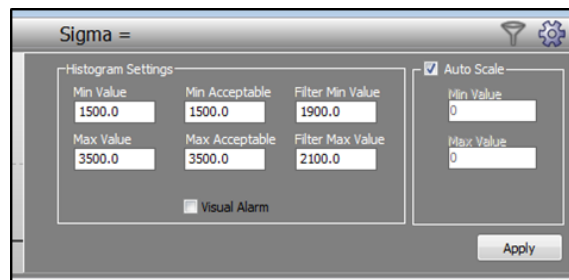 Sigma =
Histogram Settings
Min Value Min Acceptable Filter Min Value
1500.0 1500.0 1900.0
Max Value Max Acceptable Filter Max Value
3500.0 3500.0 2100.0
Visual Alarm
Auto Scale
Min Value
0
Max Value
0
Apply